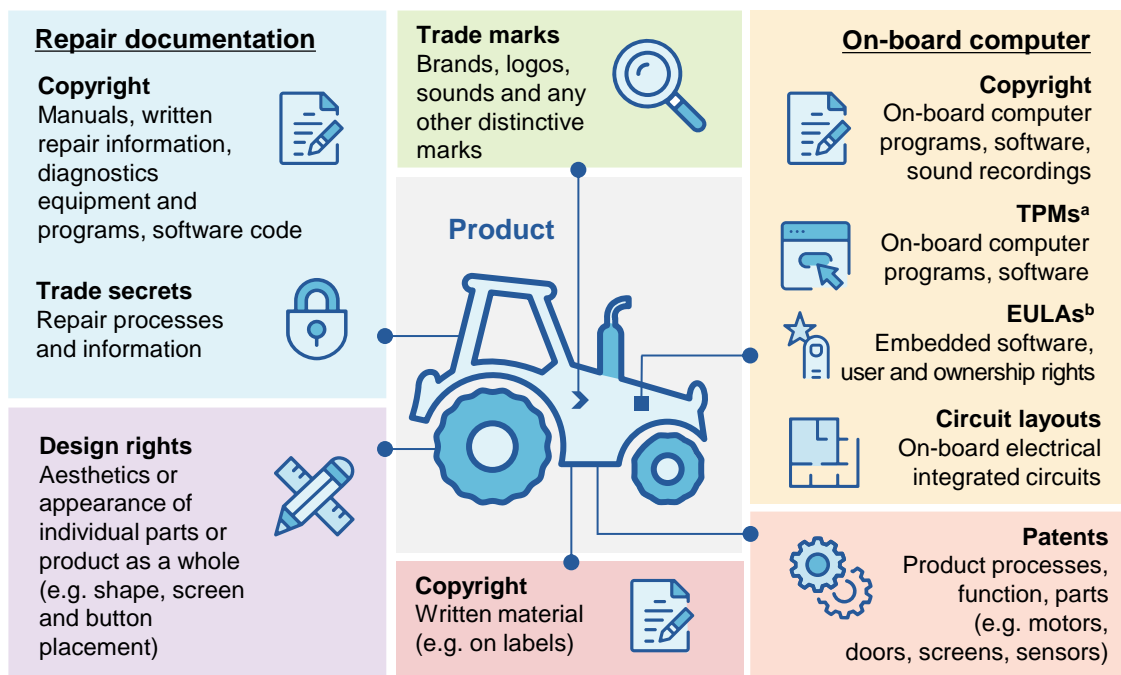 Repair documentation
Copyright
Manuals, written
repair information,
diagnostics
equipment and
programs, software code
Trade secrets
Repair processes
and information
Trade marks
Brands, logos,
sounds and any
other distinctive
marks
On-board computer
Copyright
On-board computer
programs, software,
sound recordings
TPMsᵃ
On-board computer
programs, software
EULAsᵇ
Embedded software,
user and ownership rights
Circuit layouts
On-board electrical
integrated circuits
Product
Design rights
Aesthetics or
appearance of
individual parts or
product as a whole
(e.g. shape, screen
and button
placement)
Copyright
Written material
(e.g. on labels)
Patents
Product processes,
function, parts
(e.g. motors,
doors, screens, sensors)